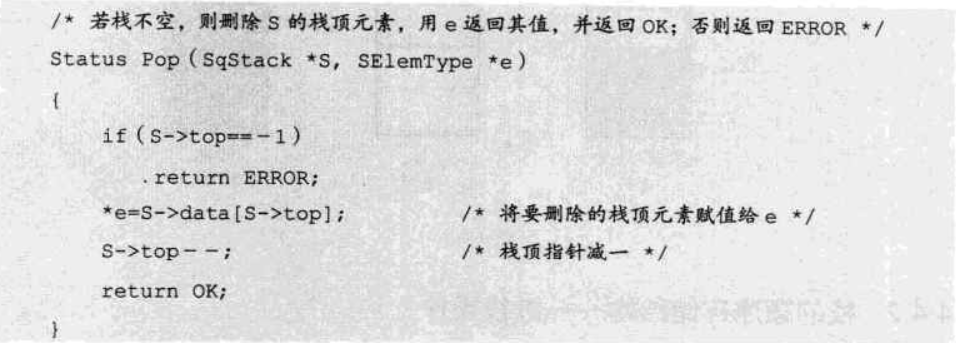 /* 若栈不空，则删除 S 的栈顶元素，用 e 返回其值，并返回 OK；否则返回 ERROR */
Status Pop（SqStack *S, SElemType *e）
{
if（S->top==-1）
return ERROR;
*e=S->data[S->top]; /* 将要删除的栈顶元素赋值给 e */
S->top--; /* 栈顶指针减一 */
return OK;
}